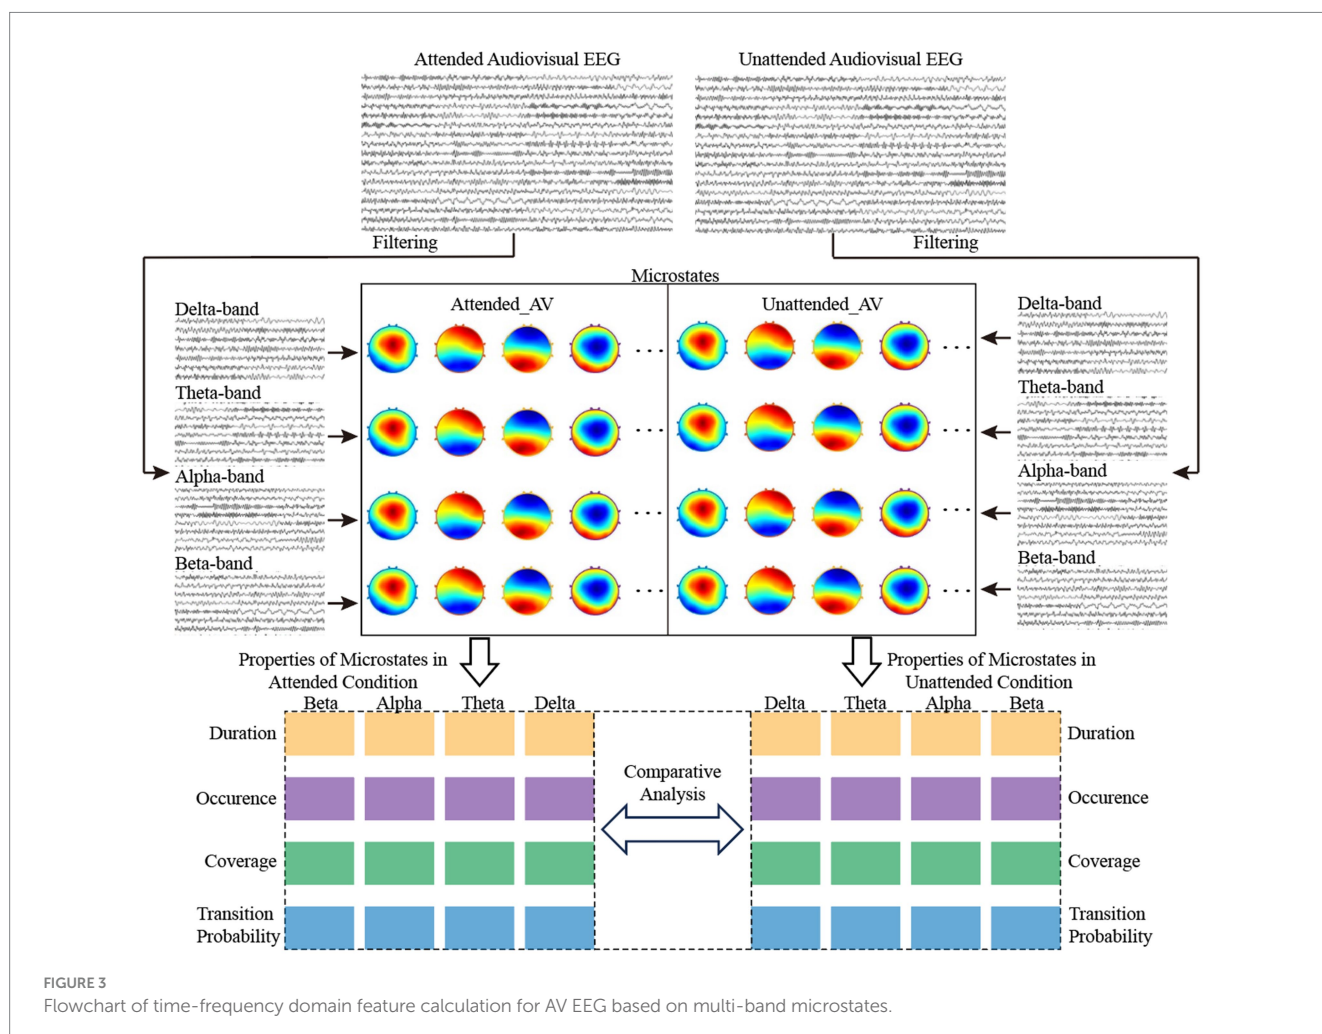 Attended Audiovisual EEG
Unattended Audiovisual EEG
Filtering
Filtering
Microstates
Attended_AV
Unattended_AV
Delta-band
Theta-band
Alpha-band
Beta-band
Delta-band
Theta-band
Alpha-band
Beta-band
Properties of Microstates in
Attended Condition
Properties of Microstates in
Unattended Condition
Beta Alpha Theta Delta
Delta Theta Alpha Beta
Duration
Occurence
Coverage
Transition
Probability
Comparative
Analysis
Duration
Occurence
Coverage
Transition
Probability
FIGURE 3
Flowchart of time-frequency domain feature calculation for AV EEG based on multi-band microstates.